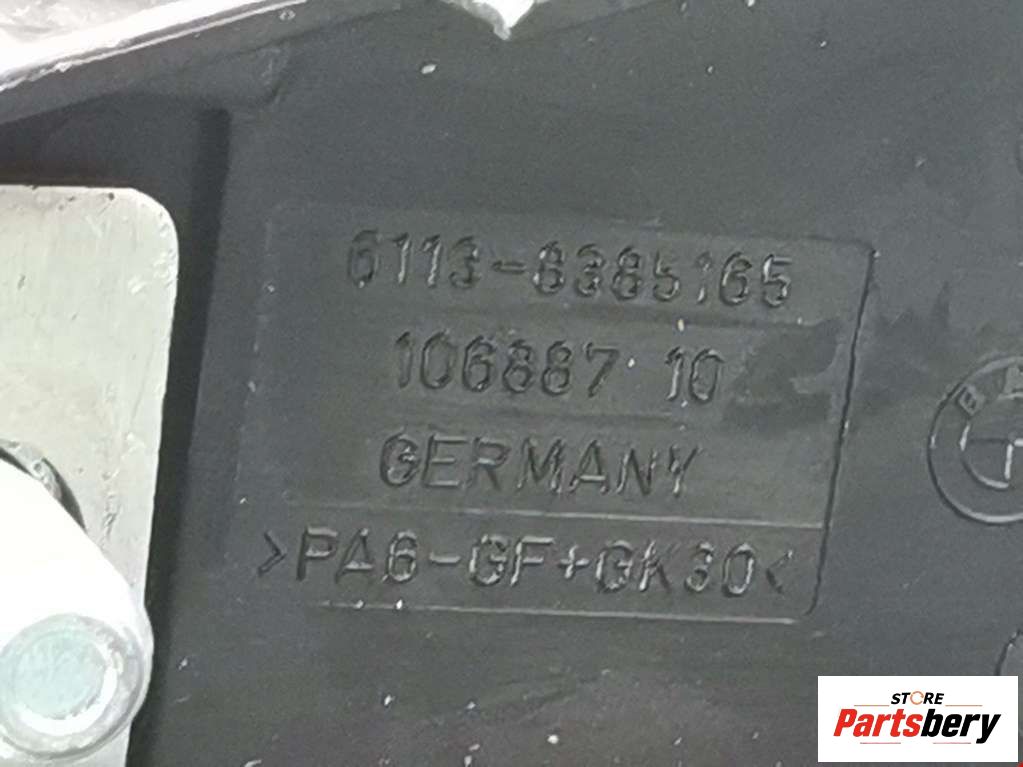 6113-8385165
106887 10
GERMANY
>PA6-GF+GK30<
STORE
Partsbery